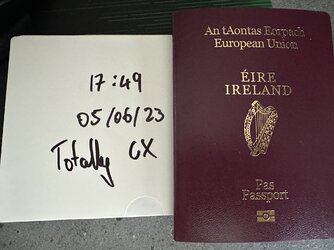 17:49
05/06/23
Totally CX
An tAontas Eorpach
European Union
ÉIRE
IRELAND
Pas
Passport